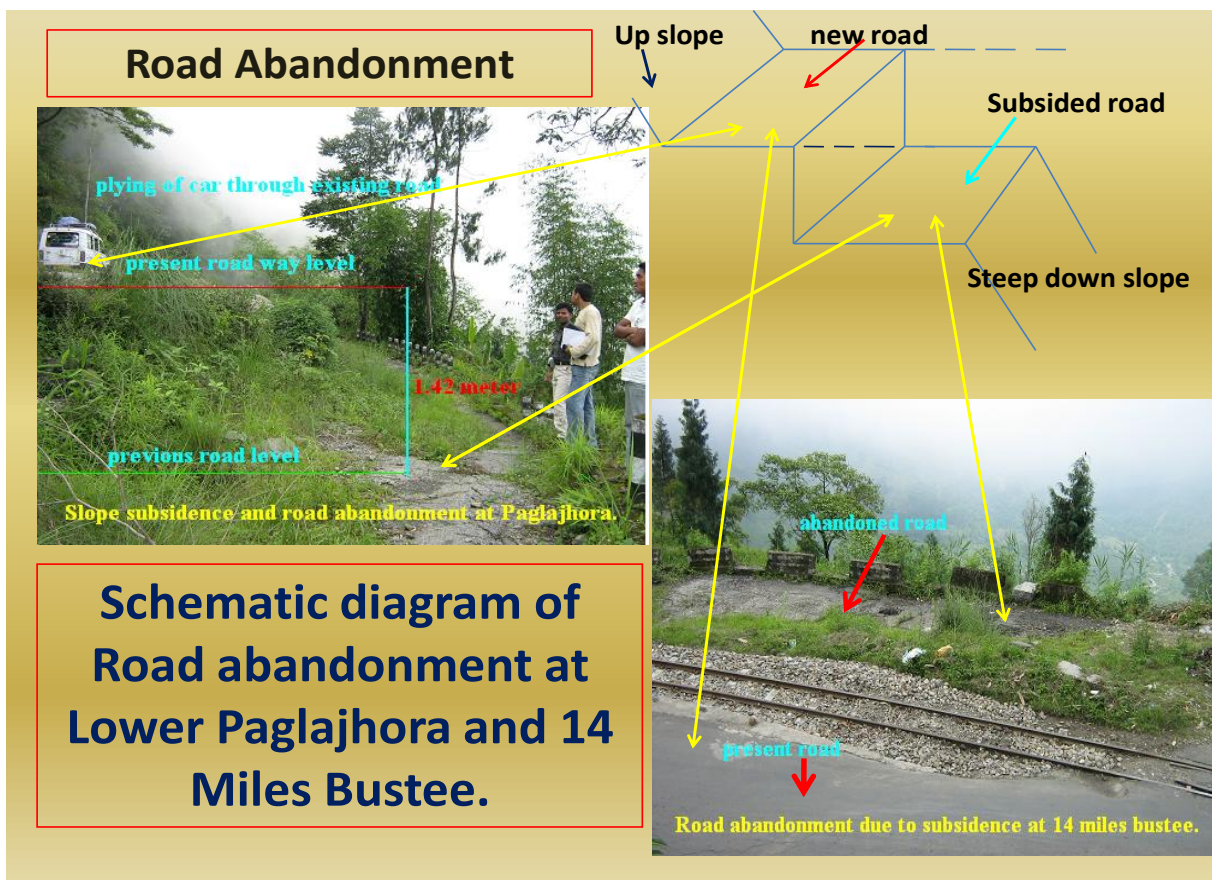 Road Abandonment
Up slope
new road
Subsided road
Steep down slope
plying of car through existing road
present road way level
1.42 meter
previous road level
Slope subsidence and road abandonment at Paglajhora.
Schematic diagram of
Road abandonment at
Lower Paglajhora and 14
Miles Bustee.
abandoned road
present road
Road abandonment due to subsidence at 14 miles bustee.